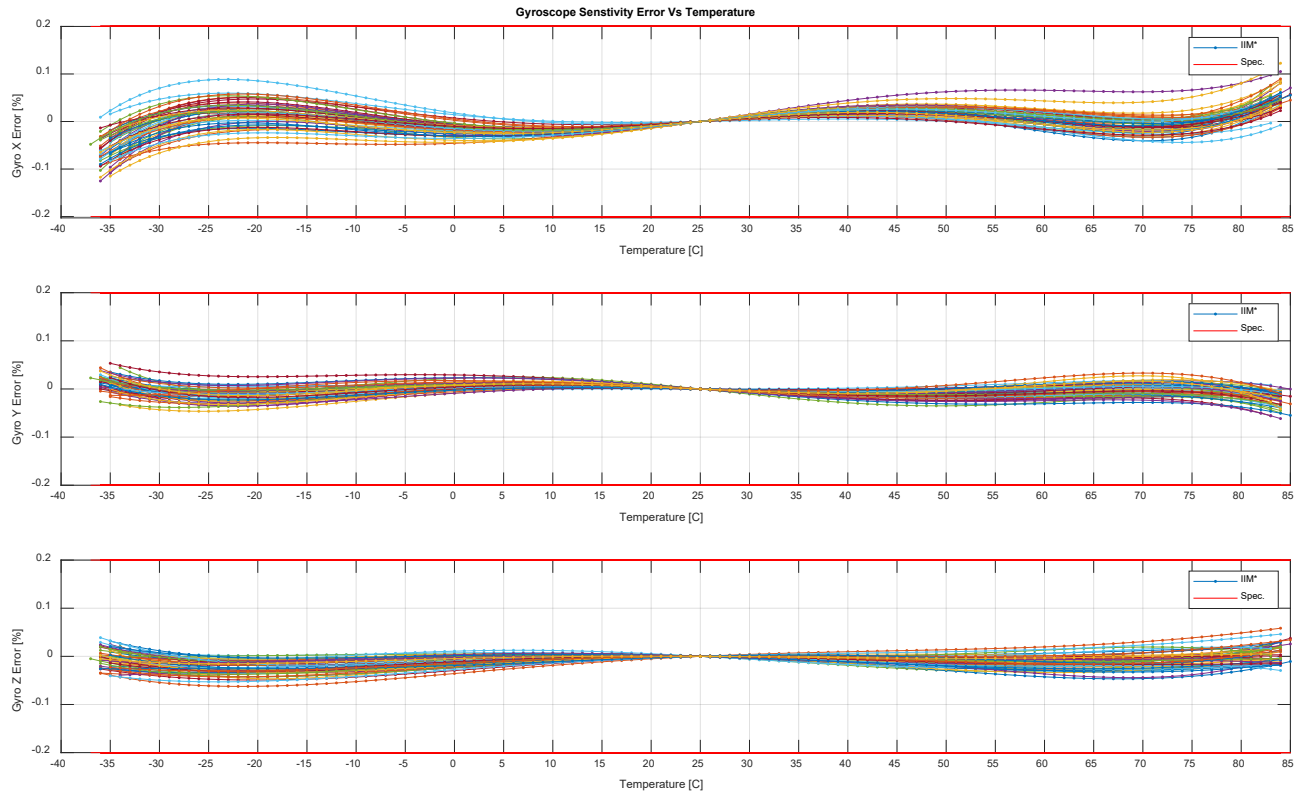 Gyroscope Senstivity Error Vs Temperature
0.2
0.1
0
-0.1
-0.2
Gyro X Error [%]
IIM*
Spec.
-40 -35 -30 -25 -20 -15 -10 -5 0 5 10 15 20 25 30 35 40 45 50 55 60 65 70 75 80 85
Temperature [C]
0.2
0.1
0
-0.1
-0.2
Gyro Y Error [%]
IIM*
Spec.
-40 -35 -30 -25 -20 -15 -10 -5 0 5 10 15 20 25 30 35 40 45 50 55 60 65 70 75 80 85
Temperature [C]
0.2
0.1
0
-0.1
-0.2
Gyro Z Error [%]
IIM*
Spec.
-40 -35 -30 -25 -20 -15 -10 -5 0 5 10 15 20 25 30 35 40 45 50 55 60 65 70 75 80 85
Temperature [C]